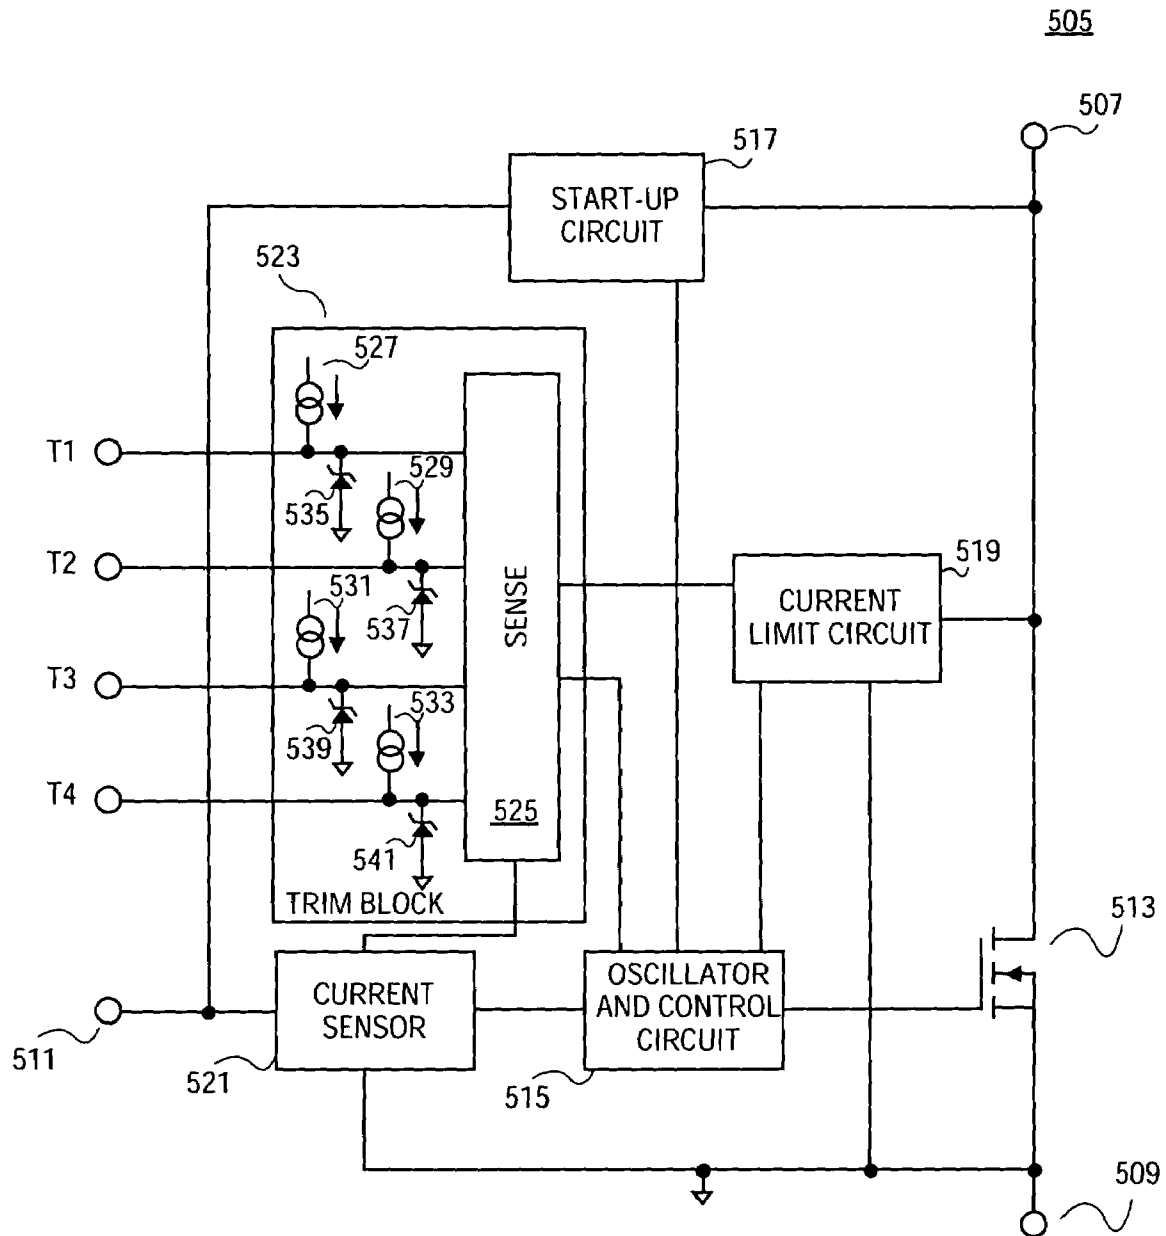 505
507
517
START-UP
CIRCUIT
523
527
T1
529
535
T2
519
531
SENSE
CURRENT
LIMIT CIRCUIT
537
T3
533
539
T4
525
541
TRIM BLOCK
513
OSCILLATOR
AND CONTROL
CIRCUIT
CURRENT
SENSOR
511
521
515
509